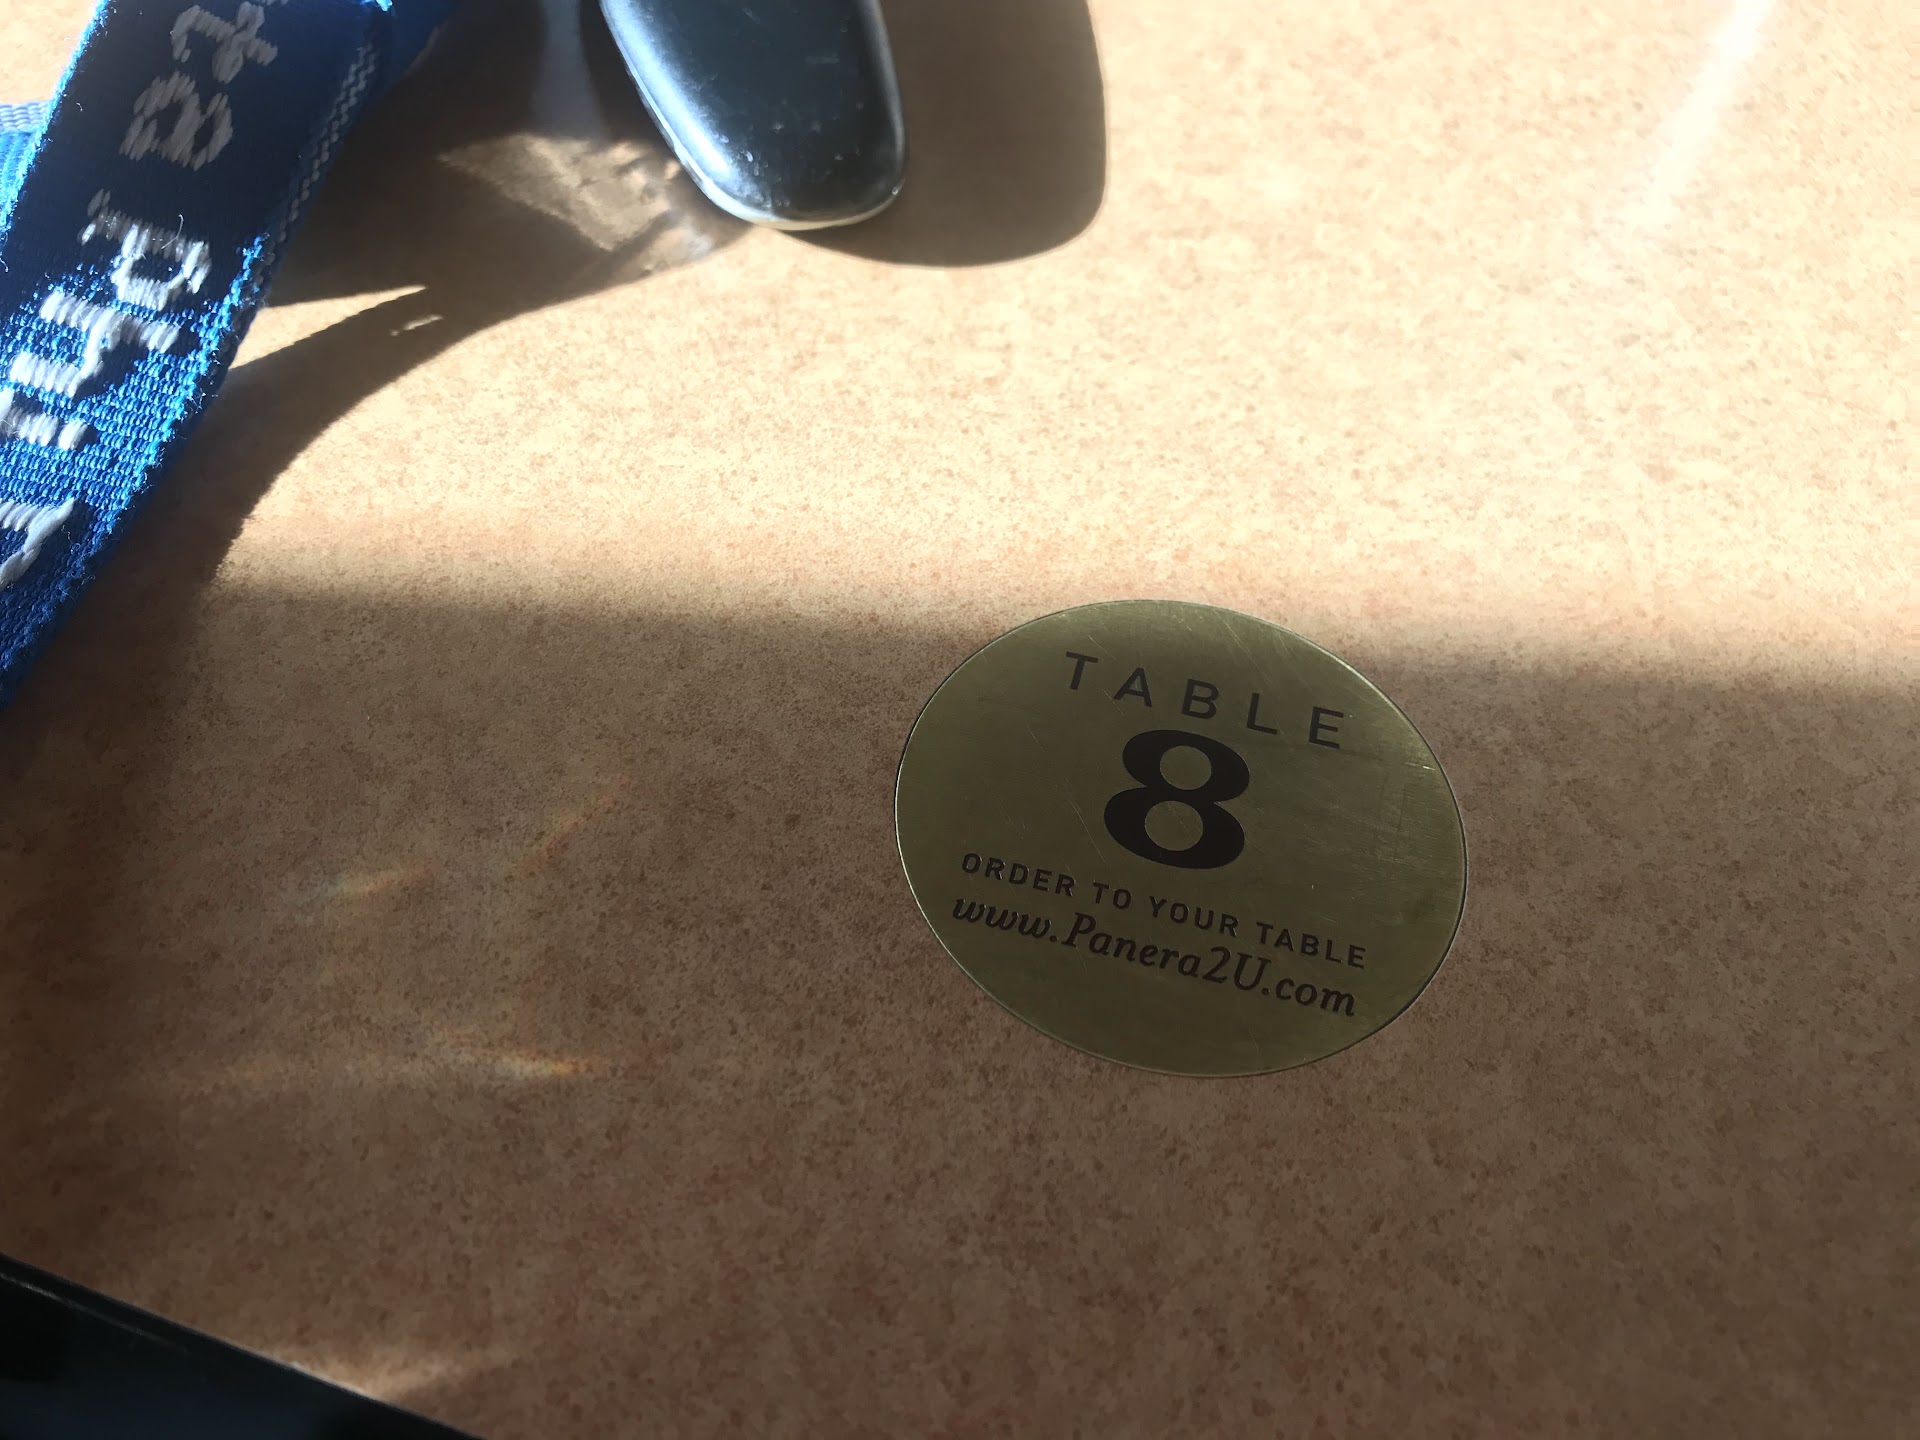 TABLE
8
ORDER TO YOUR TABLE
www.Panera2U.com